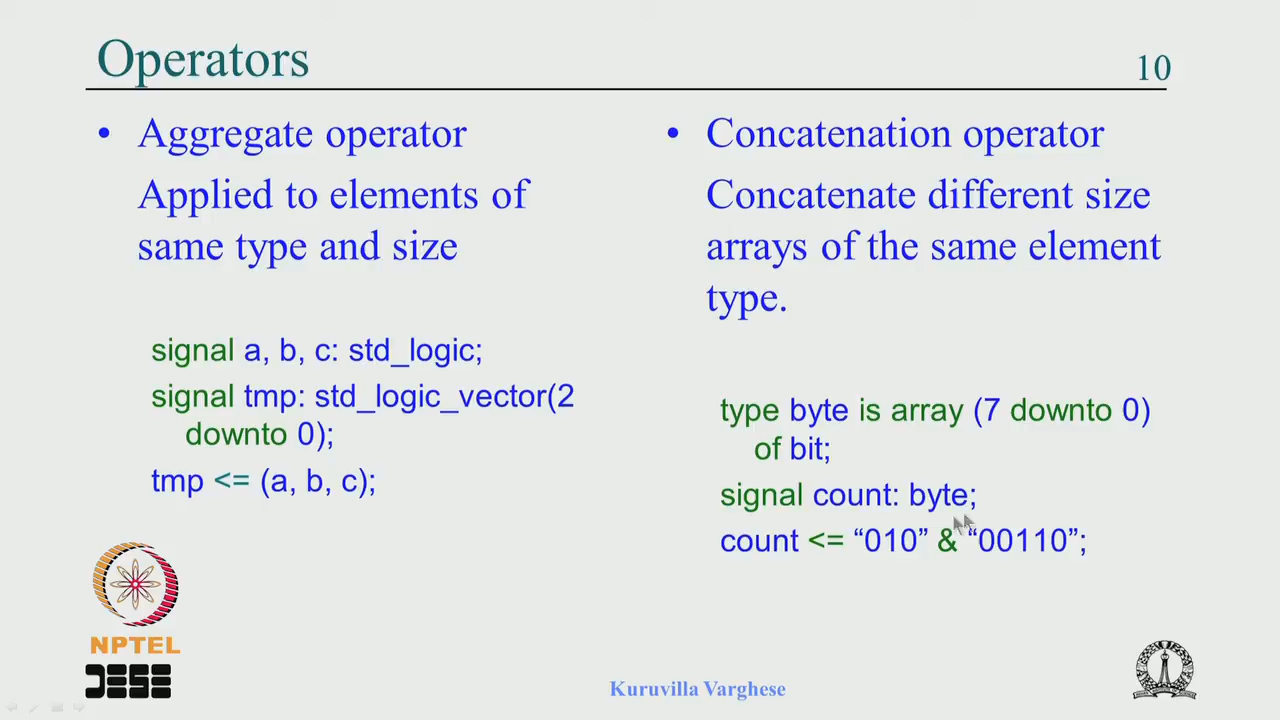 Operators
10
• Aggregate operator
Applied to elements of
same type and size
signal a, b, c: std_logic;
signal tmp: std_logic_vector(2
downto 0);
tmp <= (a, b, c);
• Concatenation operator
Concatenate different size
arrays of the same element
type.
type byte is array (7 downto 0)
of bit;
signal count: byte;
count <= “010” & “00110”;
NPTEL
DESE
Kuruvilla Varghese